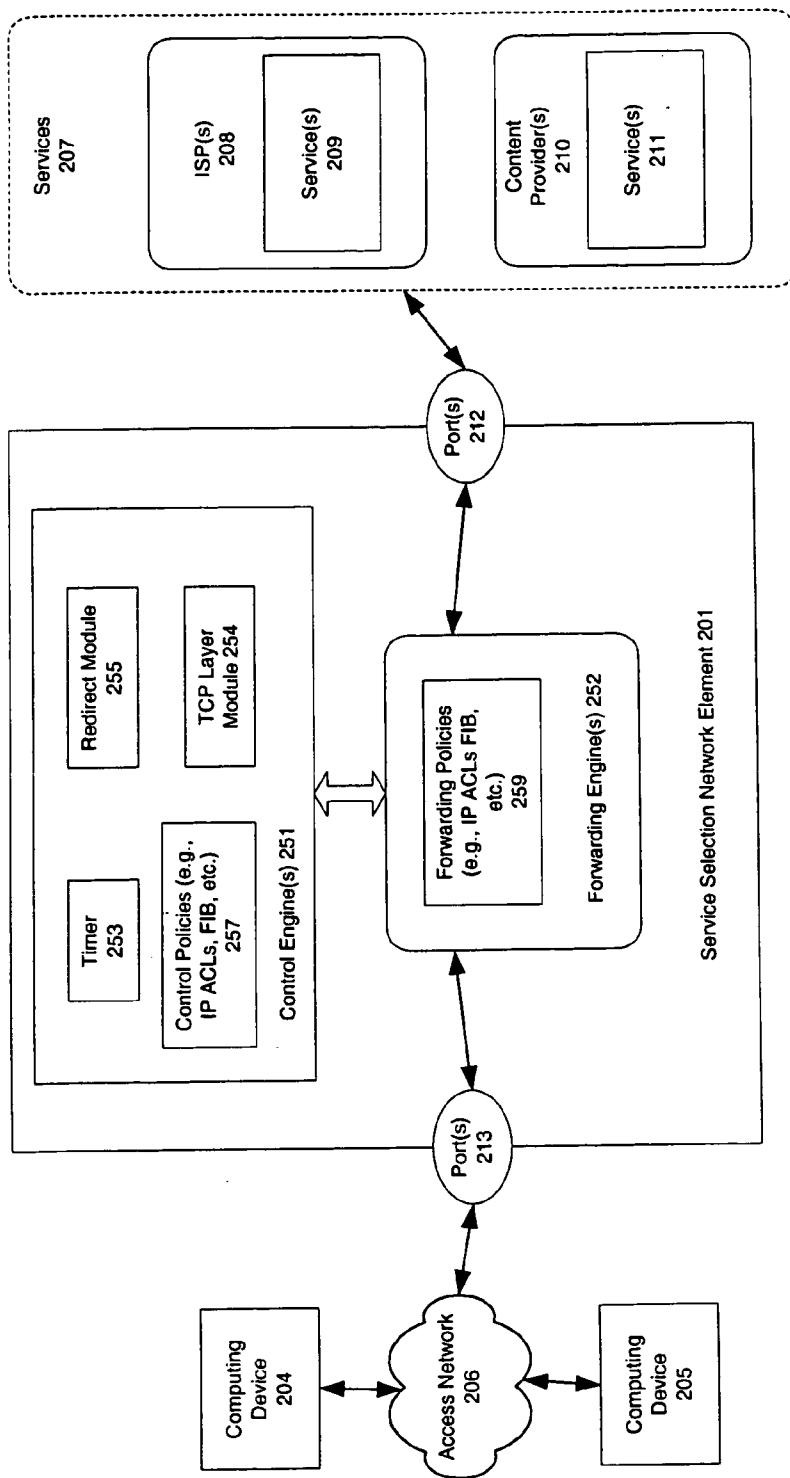 Computing
Device
204
Access Network
206
Computing
Device
205
Port(s)
213
Timer
253
Redirect Module
255
Control Policies (e.g.,
IP ACLs, FIB, etc.)
257
TCP Layer
Module 254
Control Engine(s) 251
Forwarding Policies
(e.g., IP ACLs FIB,
etc.)
259
Forwarding Engine(s) 252
Service Selection Network Element 201
Port(s)
212
Services
207
ISP(s)
208
Service(s)
209
Content
Provider(s)
210
Service(s)
211